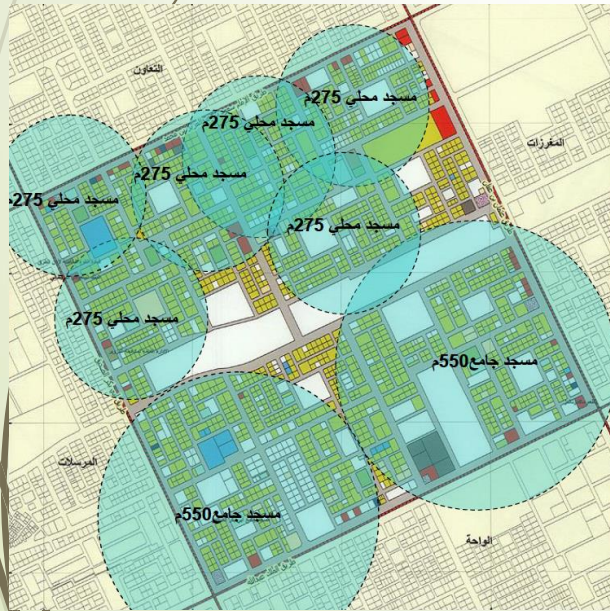 التعاون
مسجد محلي 275م
مسجد محلي 275م
المغرزات
مسجد محلي 275م
مسجد محلي 275م
مسجد محلي 275م
مسجد محلي 275م
مسجد جامع550م
المرسلات
مسجد جامع550م
الواحة